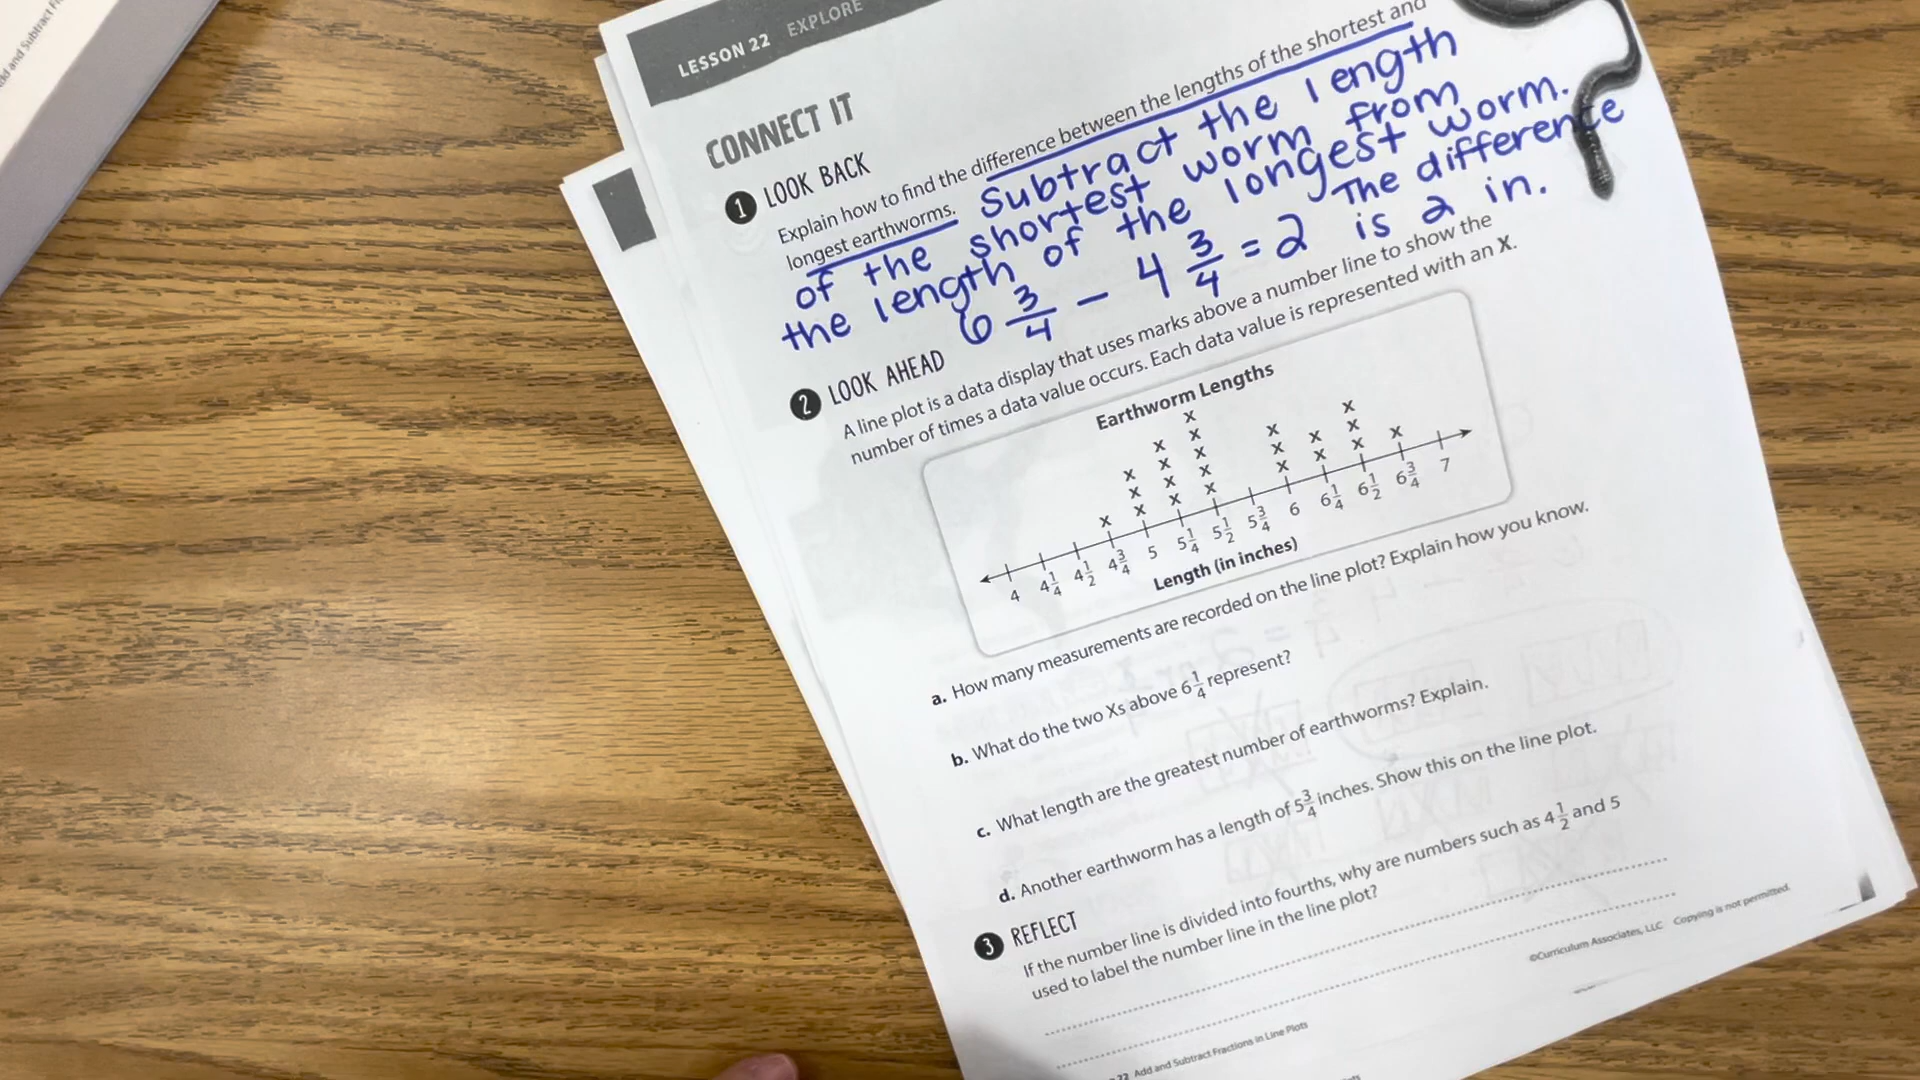 dd and Subtract F
LESSON 22 EXPLORE
CONNECT IT
1 LOOK BACK
Explain how to find the difference between the lengths of the shortest and
longest earthworms.
Subtract the length
of the shortest worm from
the length of the longest worm.
6 3/4 - 4 3/4 = 2 The difference
is 2 in.
2 LOOK AHEAD
A line plot is a data display that uses marks above a number line to show the
number of times a data value occurs. Each data value is represented with an X.
Earthworm Lengths
X
X X X X
X X X X X X
X X X X X X
X X X X X X X X
4 4 1/4 4 1/2 4 3/4 5 5 1/4 5 1/2 5 3/4 6 6 1/4 6 1/2 6 3/4 7
Length (in inches)
a. How many measurements are recorded on the line plot? Explain how you know.
b. What do the two Xs above 6 1/4 represent?
c. What length are the greatest number of earthworms? Explain.
d. Another earthworm has a length of 5 3/4 inches. Show this on the line plot.
3 REFLECT
If the number line is divided into fourths, why are numbers such as 4 1/2 and 5
used to label the number line in the line plot?
22 Add and Subtract Fractions in Line Plots
©Curriculum Associates, LLC Copying is not permitted.